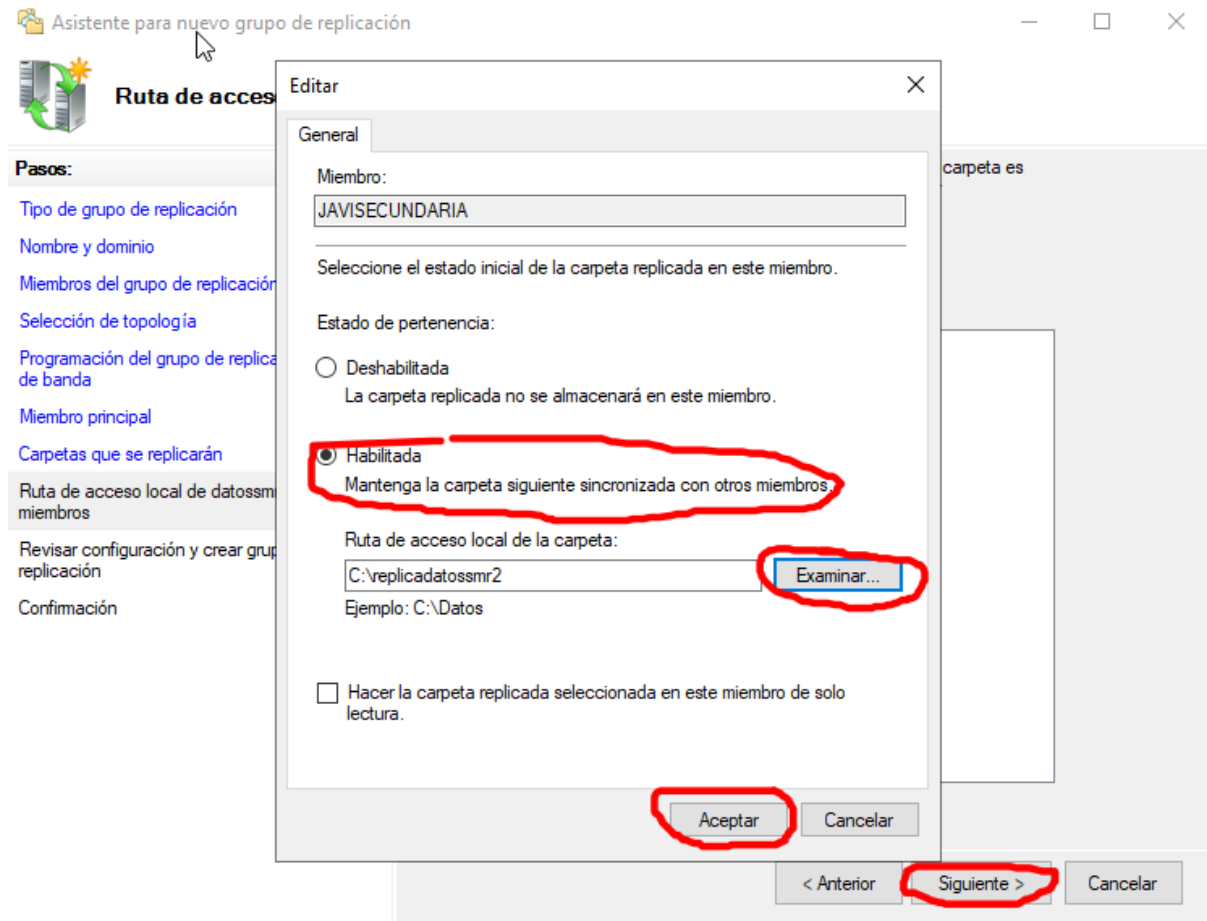 Asistente para nuevo grupo de replicación
Ruta de acces
Editar
General
Pasos:
Tipo de grupo de replicación
Nombre y dominio
Miembros del grupo de replicación
Selección de topología
Programación del grupo de replica
de banda
Miembro principal
Carpetas que se replicarán
Ruta de acceso local de datossm
miembros
Revisar configuración y crear grup
replicación
Confirmación
Miembro:
JAVISECUNDARIA
Seleccione el estado inicial de la carpeta replicada en este miembro.
Estado de pertenencia:
Deshabilitada
La carpeta replicada no se almacenará en este miembro.
Habilitada
Mantenga la carpeta siguiente sincronizada con otros miembros.
Ruta de acceso local de la carpeta:
C:\replicadatossmr2
Examinar...
Ejemplo: C:\Datos
Hacer la carpeta replicada seleccionada en este miembro de solo
lectura.
Aceptar
Cancelar
carpeta es
< Anterior
Siguiente >
Cancelar